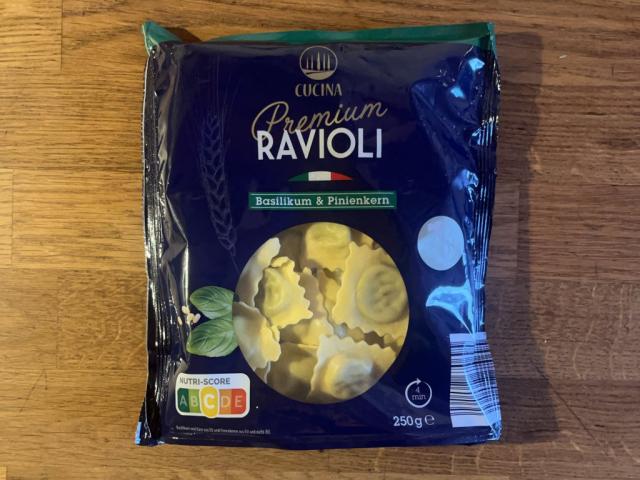 CUCINA
Premium
RAVIOLI
Basilikum & Pinienkern
NUTRI-SCORE
A B C D E
4
min
250g e